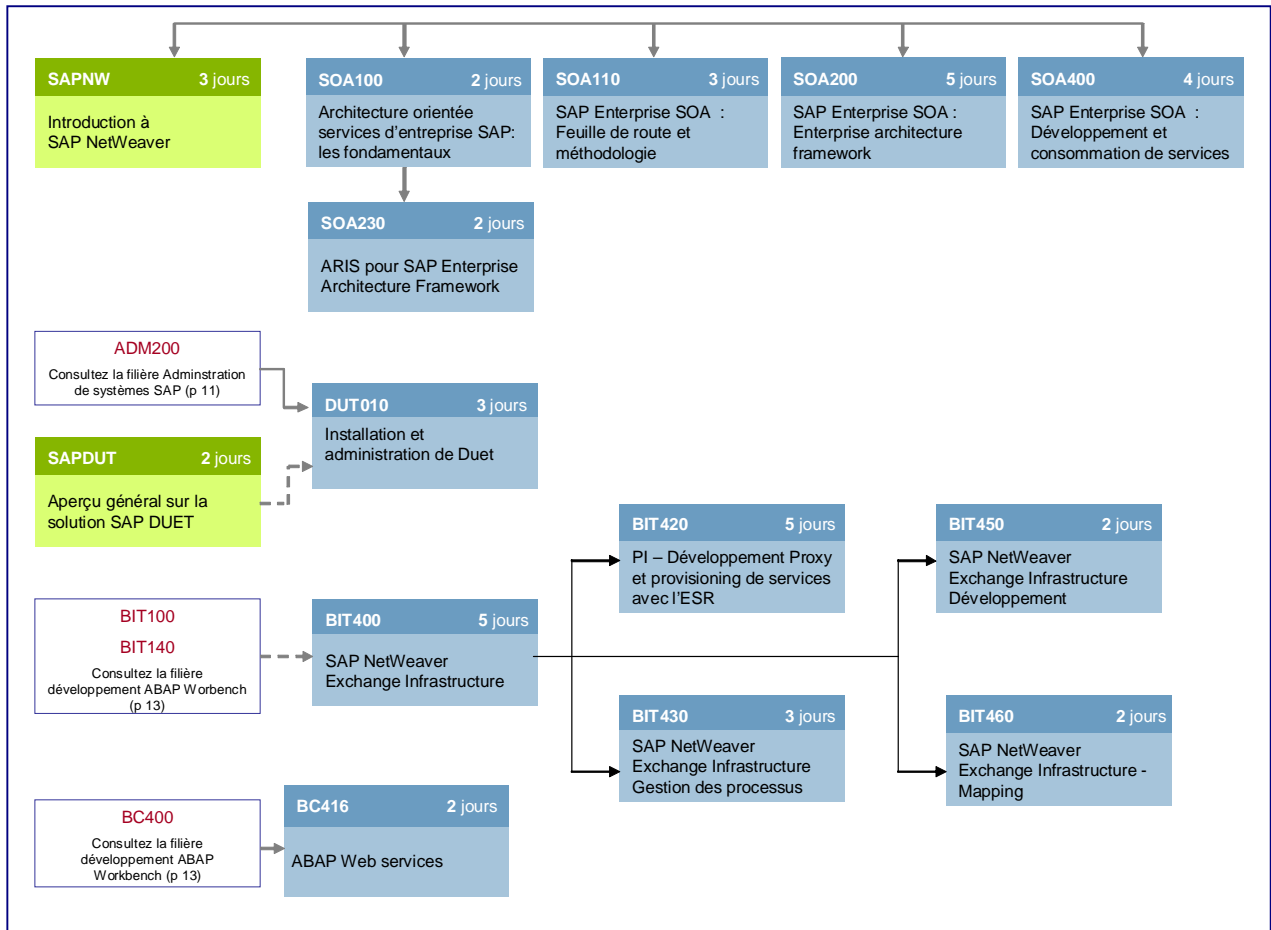 SAPNW 3 jours
Introduction à
SAP NetWeaver
SOA100 2 jours
Architecture orientée
services d'entreprise SAP:
les fondamentaux
SOA110 3 jours
SAP Enterprise SOA :
Feuille de route et
méthodologie
SOA200 5 jours
SAP Enterprise SOA :
Enterprise architecture
framework
SOA400 4 jours
SAP Enterprise SOA :
Développement et
consommation de services
SOA230 2 jours
ARIS pour SAP Enterprise
Architecture Framework
ADM200
Consultez la filière Adminstration
de systèmes SAP (p 11)
DUT010 3 jours
Installation et
administration de Duet
SAPDUT 2 jours
Aperçu général sur la
solution SAP DUET
BIT420 5 jours
PI – Développement Proxy
et provisioning de services
avec l'ESR
BIT450 2 jours
SAP NetWeaver
Exchange Infrastructure
Développement
BIT100
BIT140
Consultez la filière
développement ABAP Worbench
(p 13)
BIT400 5 jours
SAP NetWeaver
Exchange Infrastructure
BIT430 3 jours
SAP NetWeaver
Exchange Infrastructure
Gestion des processus
BIT460 2 jours
SAP NetWeaver
Exchange Infrastructure -
Mapping
BC400
Consultez la filière
développement ABAP
Workbench (p 13)
BC416 2 jours
ABAP Web services